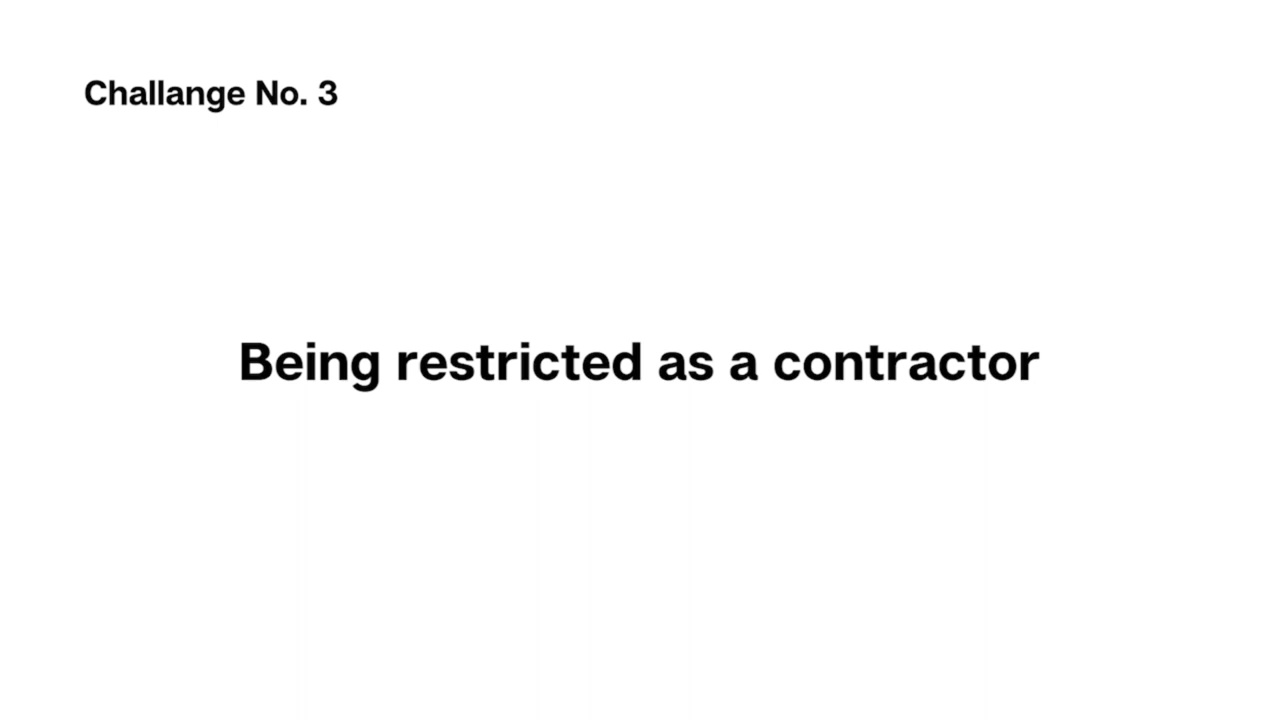 Challange No. 3
Being restricted as a contractor